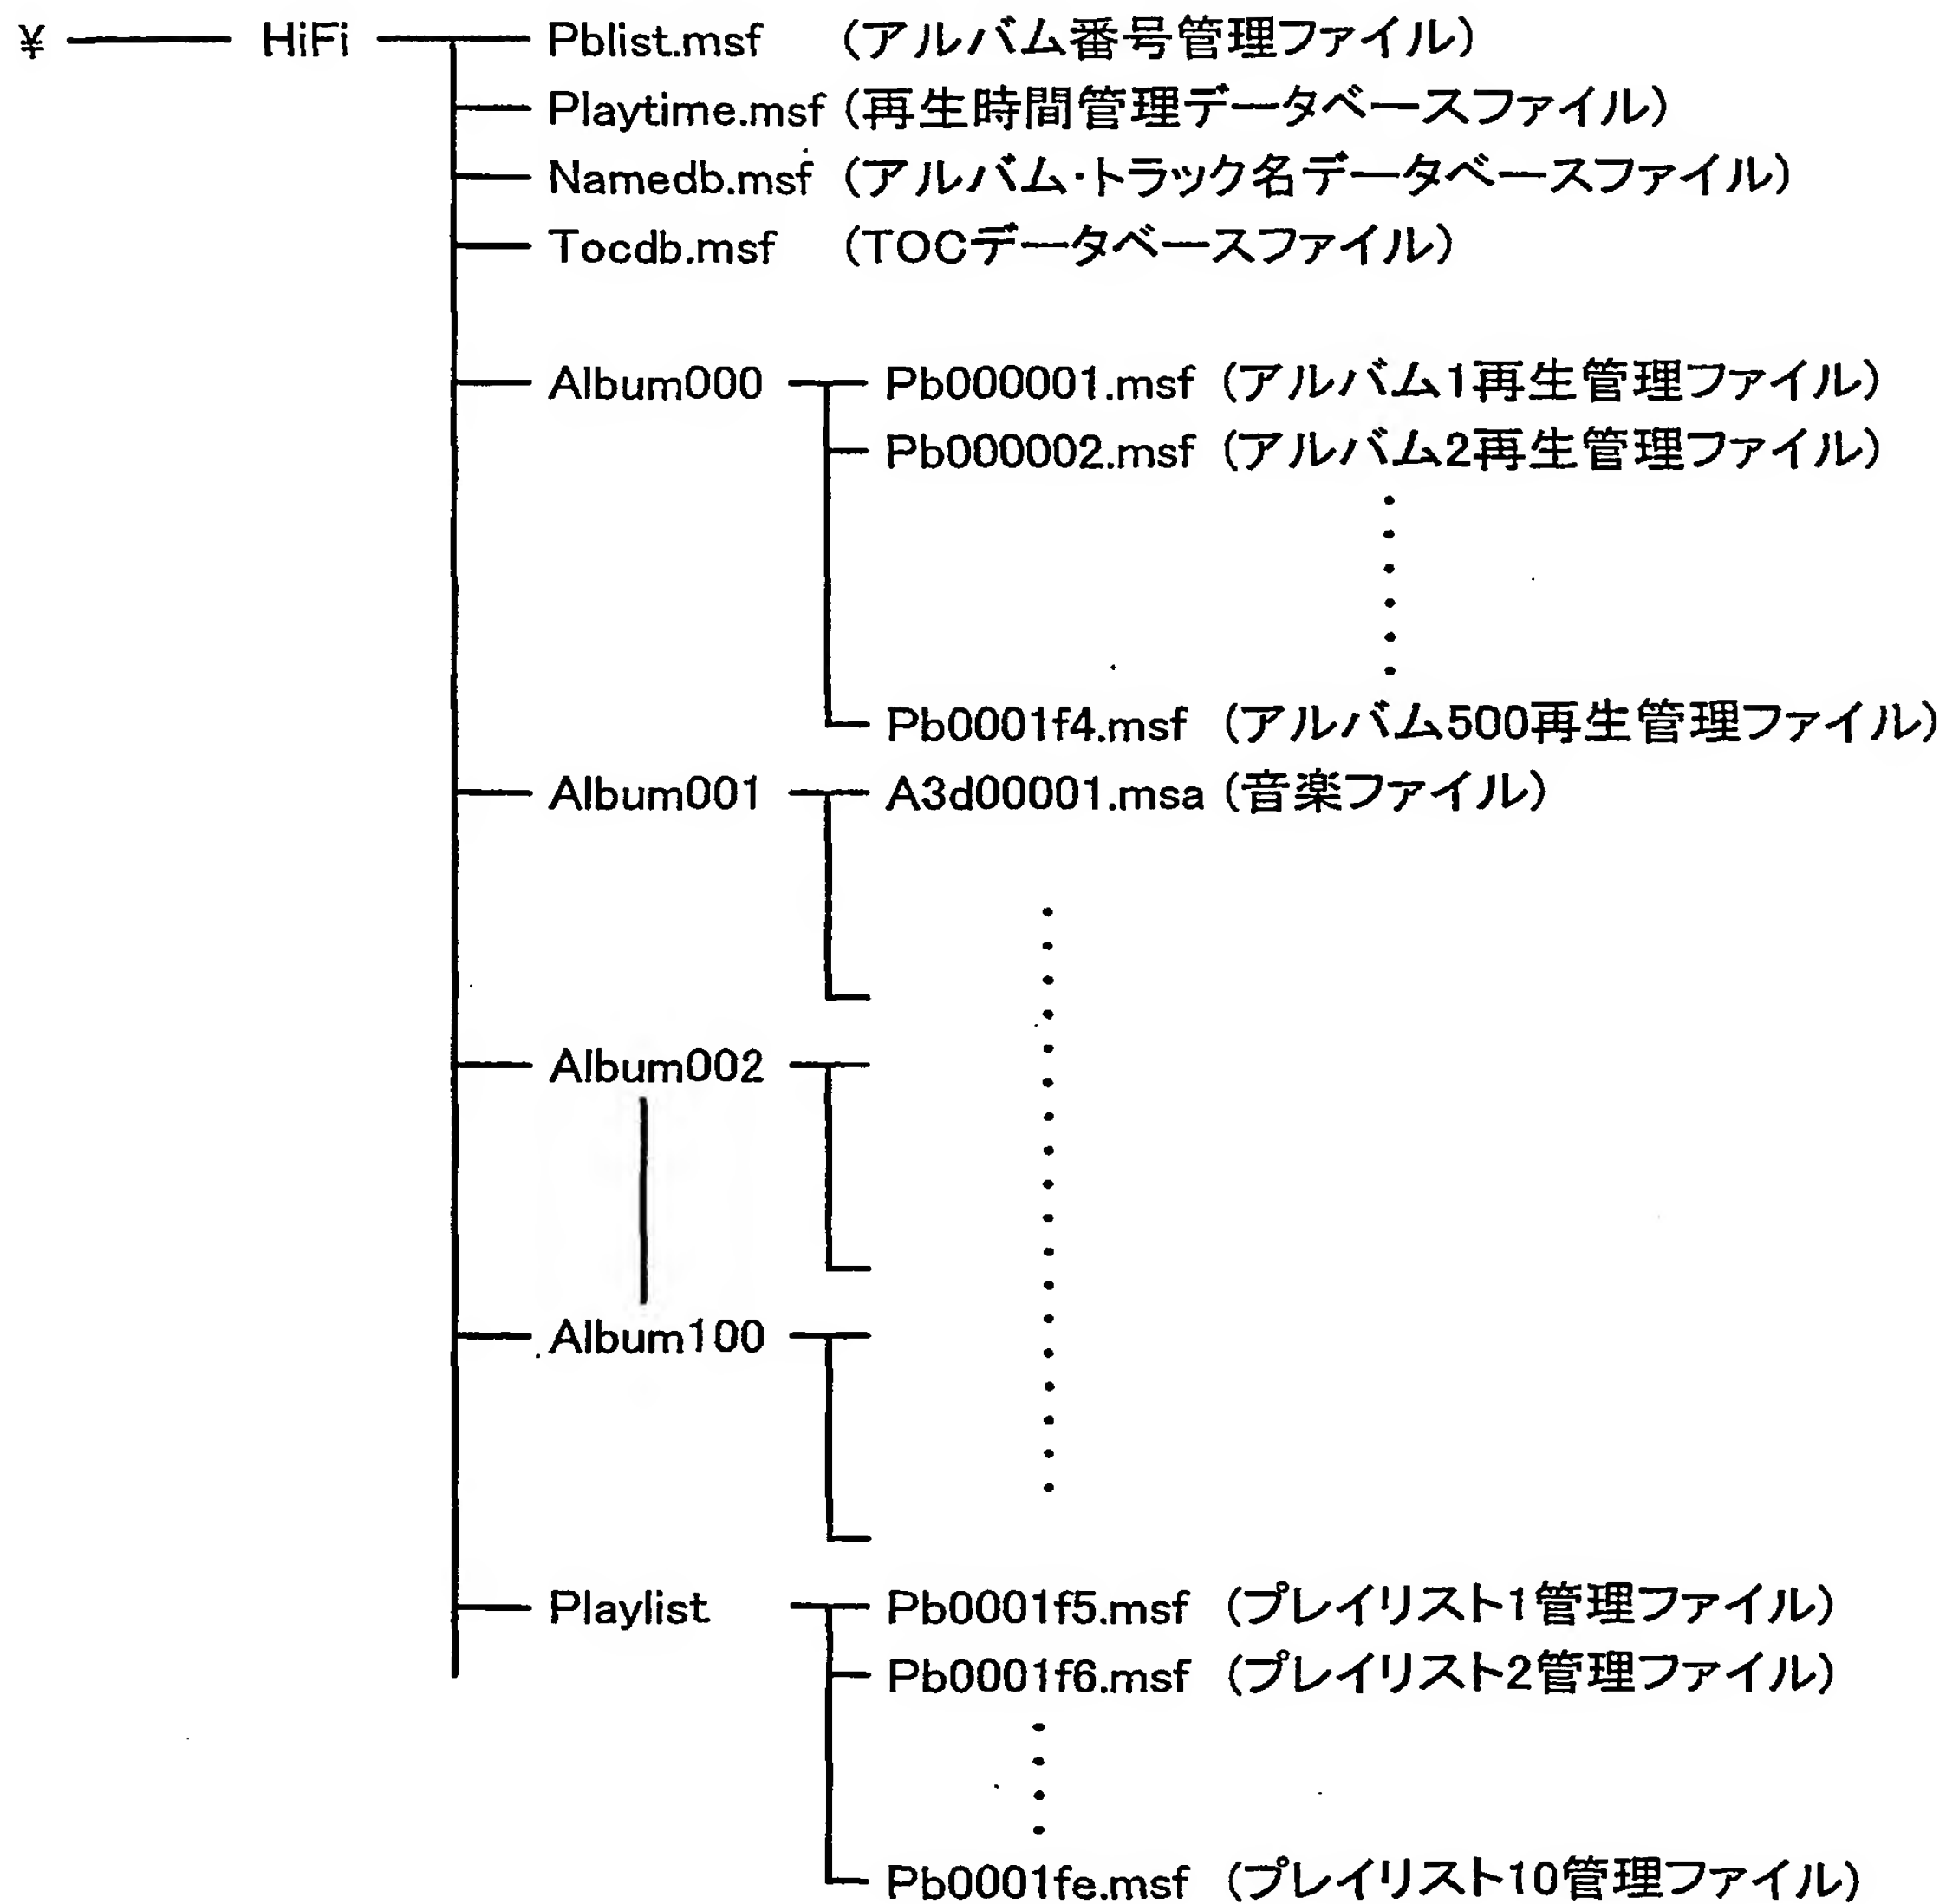 ¥ HiFi Pblist.msf (アルバム番号管理ファイル)
Playtime.msf (再生時間管理データベースファイル)
Namedb.msf (アルバム・トラック名データベースファイル)
Tocdb.msf (TOCデータベースファイル)
Album000 Pb000001.msf (アルバム1再生管理ファイル)
Pb000002.msf (アルバム2再生管理ファイル)
Pb0001f4.msf (アルバム500再生管理ファイル)
Album001 A3d00001.msa (音楽ファイル)
Album002
Album100
Playlist Pb0001f5.msf (プレイリスト1管理ファイル)
Pb0001f6.msf (プレイリスト2管理ファイル)
Pb0001fe.msf (プレイリスト10管理ファイル)